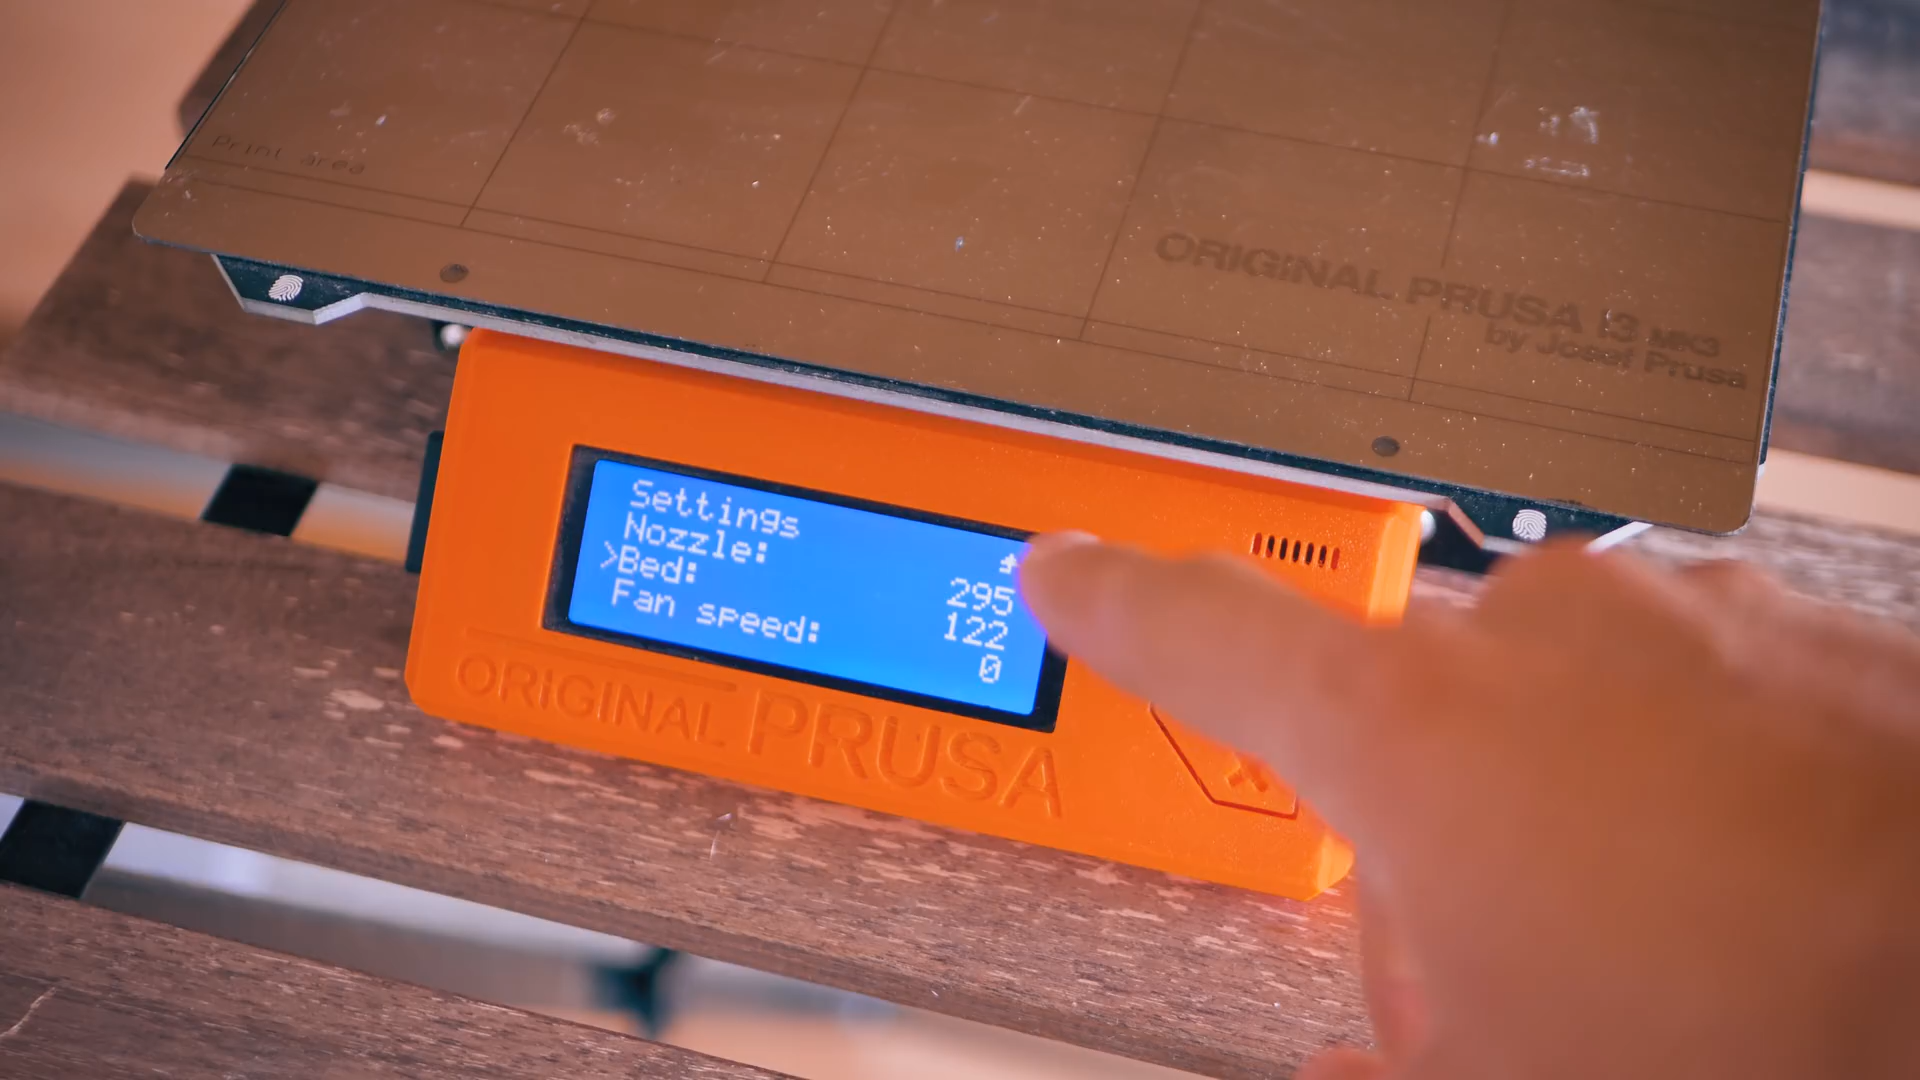 Print area
ORIGINAL PRUSA i3 MK3
by Josef Prusa
Settings
Nozzle: 295
>Bed: 122
Fan speed: 0
ORIGINAL PRUSA